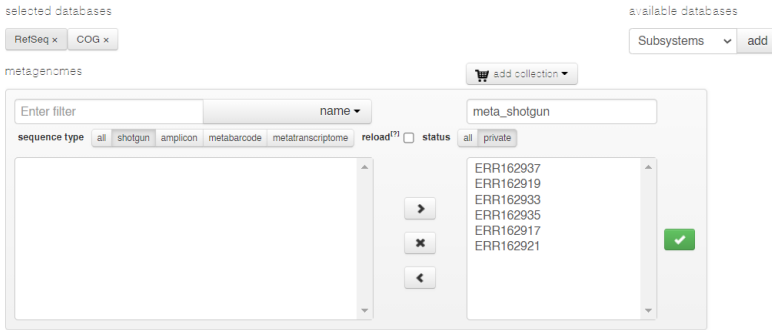 selected databases
available databases
RefSeq × COG ×
Subsystems add
metagenomes
add collection
Enter filter name
meta_shotgun
sequence type all shotgun amplicon metabarcode metatranscriptome reload[?] status all private
ERR162937
ERR162919
ERR162933
ERR162935
ERR162917
ERR162921